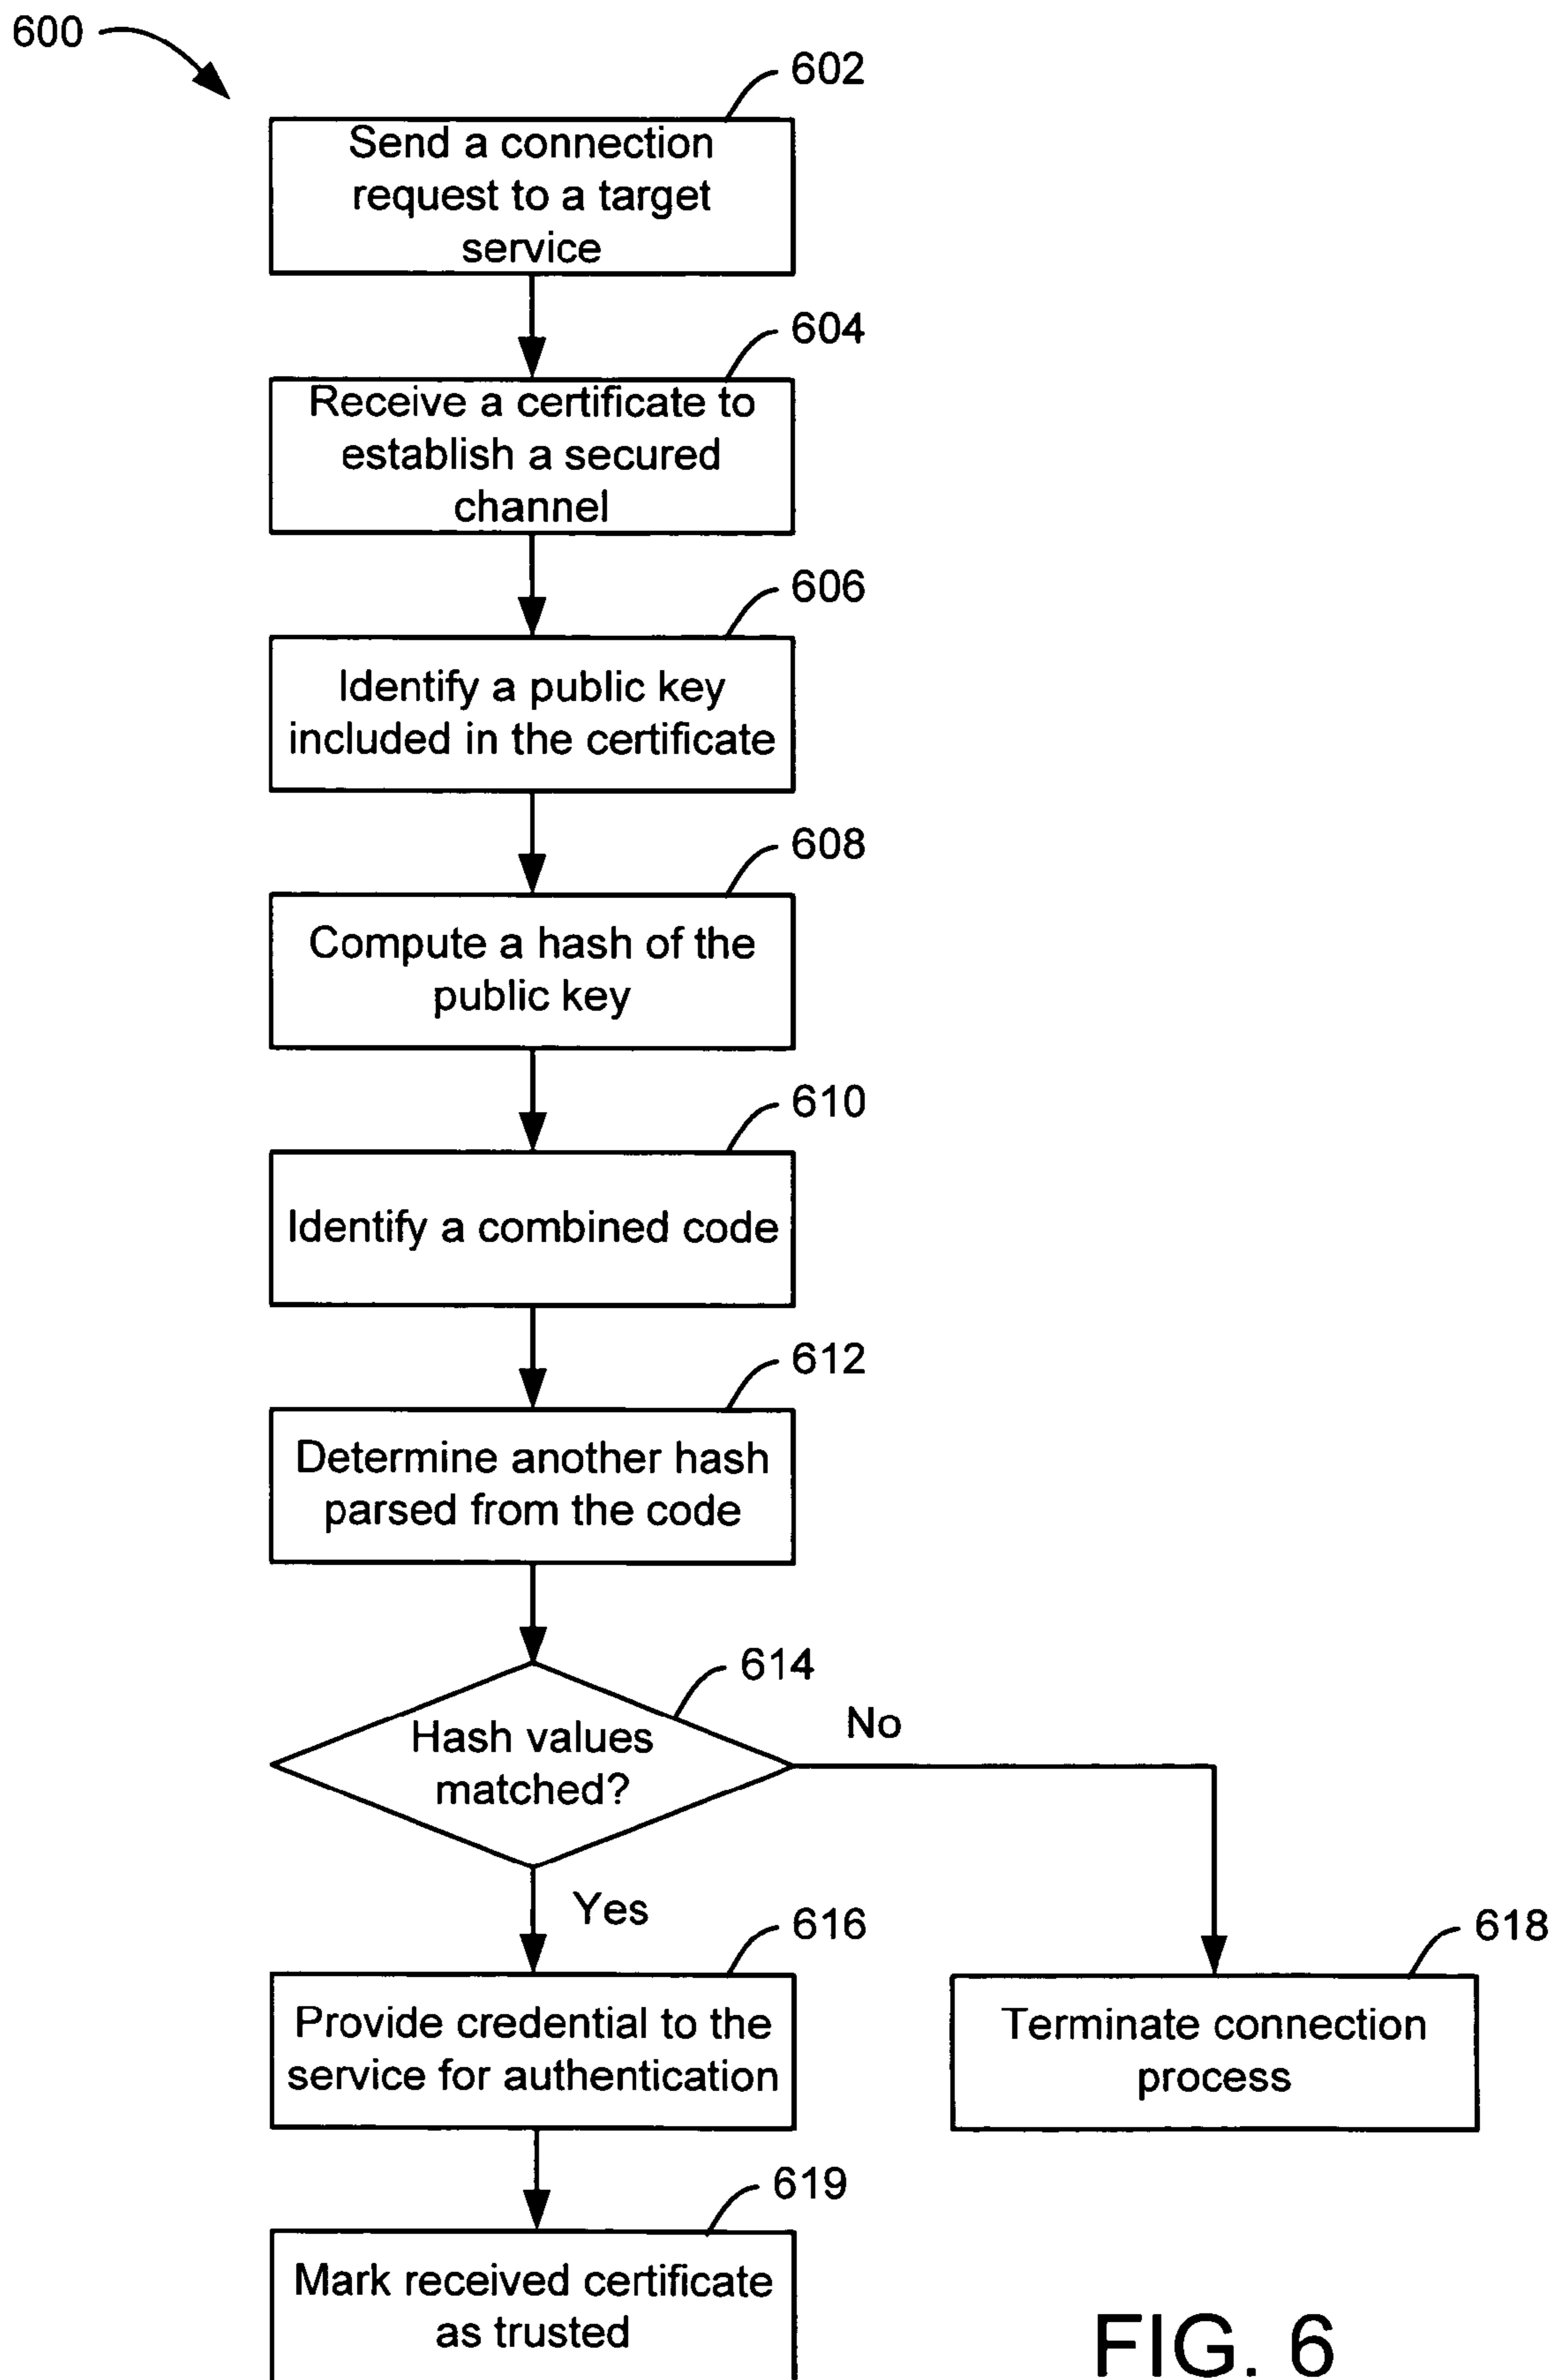 600
602
Send a connection
request to a target
service
604
Receive a certificate to
establish a secured
channel
606
Identify a public key
included in the certificate
608
Compute a hash of the
public key
610
Identify a combined code
612
Determine another hash
parsed from the code
614
Hash values
matched?
No
Yes
616
Provide credential to the
service for authentication
618
Terminate connection
process
619
Mark received certificate
as trusted
FIG. 6